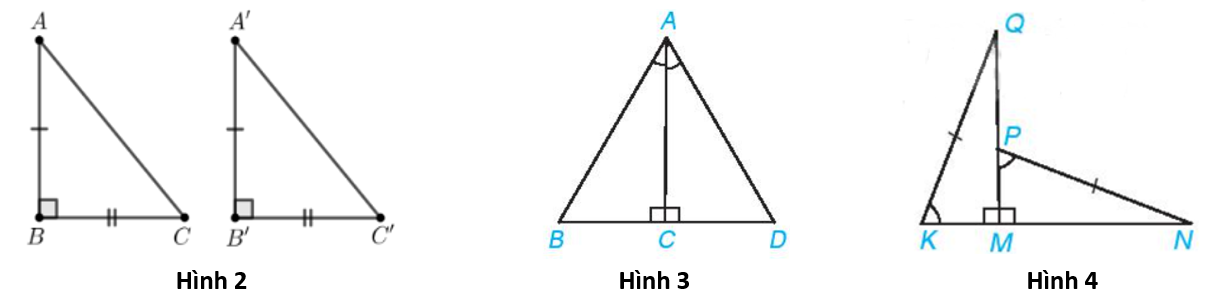 A A' A Q
P
B C B' C' B C D K M N
Hình 2 Hình 3 Hình 4